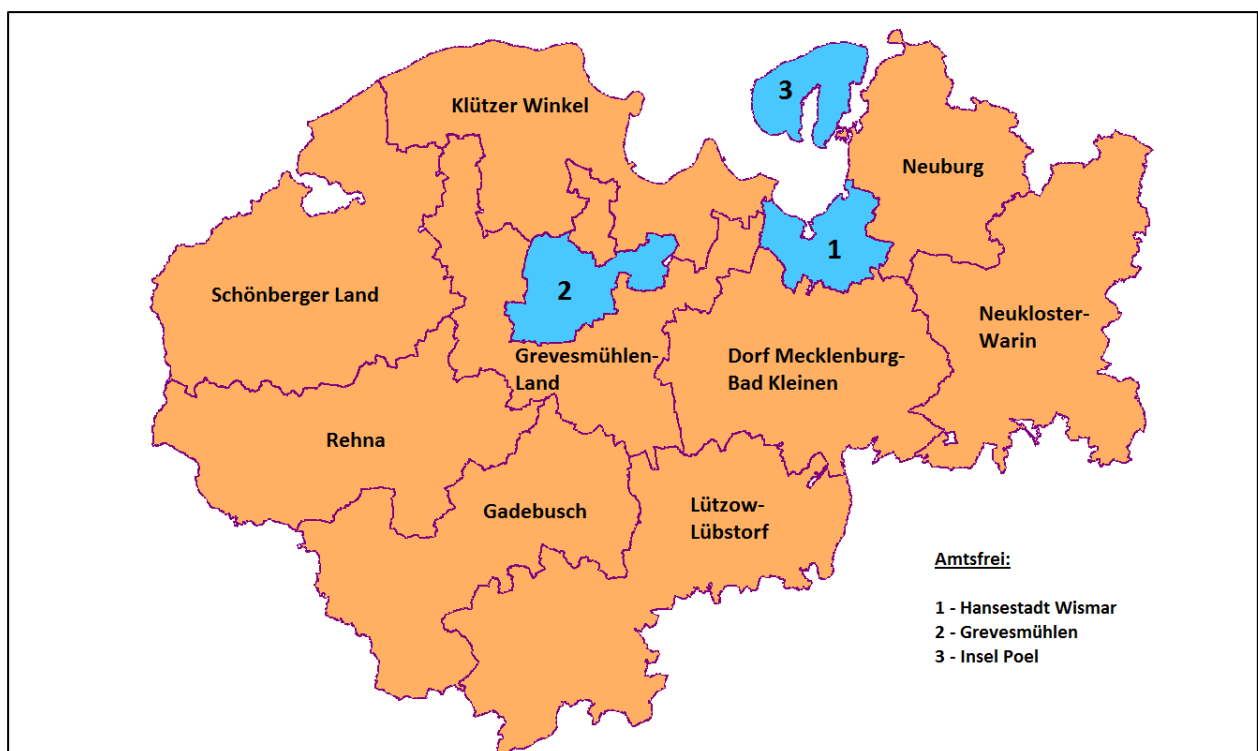 3
Klützer Winkel
Neuburg
1
2
Schönberger Land
Neukloster-
Warin
Grevesmühlen-
Land
Dorf Mecklenburg-
Bad Kleinen
Rehna
Gadebusch
Lützow-
Lübstorf
Amtsfrei:
1 - Hansestadt Wismar
2 - Grevesmühlen
3 - Insel Poel